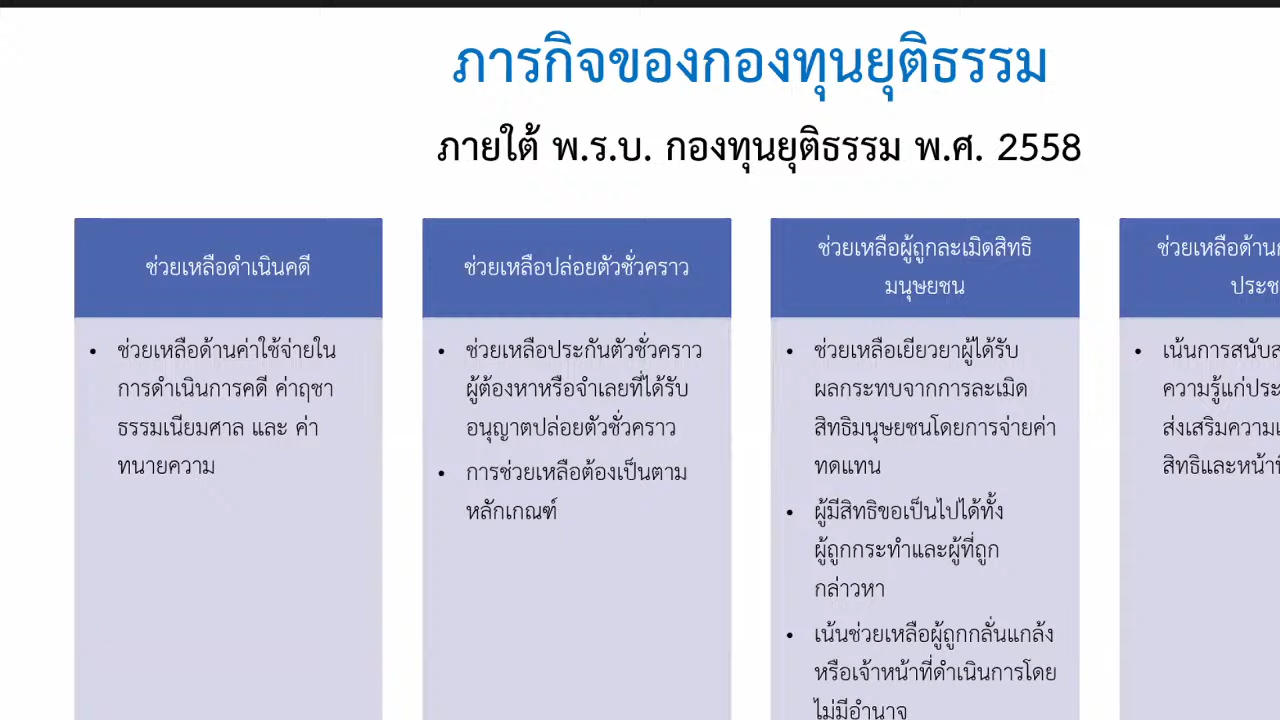 ภารกิจของกองทุนยุติธรรม
ภายใต้ พ.ร.บ. กองทุนยุติธรรม พ.ศ. 2558
ช่วยเหลือดำเนินคดี
• ช่วยเหลือด้านค่าใช้จ่ายใน
การดำเนินการคดี ค่าฤชา
ธรรมเนียมศาล และ ค่า
ทนายความ
ช่วยเหลือปล่อยตัวชั่วคราว
• ช่วยเหลือประกันตัวชั่วคราว
ผู้ต้องหาหรือจำเลยที่ได้รับ
อนุญาตปล่อยตัวชั่วคราว
• การช่วยเหลือต้องเป็นตาม
หลักเกณฑ์
ช่วยเหลือผู้ถูกละเมิดสิทธิ
มนุษยชน
• ช่วยเหลือเยียวยาผู้ได้รับ
ผลกระทบจากการละเมิด
สิทธิมนุษยชนโดยการจ่ายค่า
ทดแทน
• ผู้มีสิทธิขอเป็นไปได้ทั้ง
ผู้ถูกกระทำและผู้ที่ถูก
กล่าวหา
• เน้นช่วยเหลือผู้ถูกกลั่นแกล้ง
หรือเจ้าหน้าที่ดำเนินการโดย
ไม่มีอำนาจ
ช่วยเหลือด้าน
ประช
• เน้นการสนับส
ความรู้แก่ประ
ส่งเสริมความ
สิทธิและหน้าที่